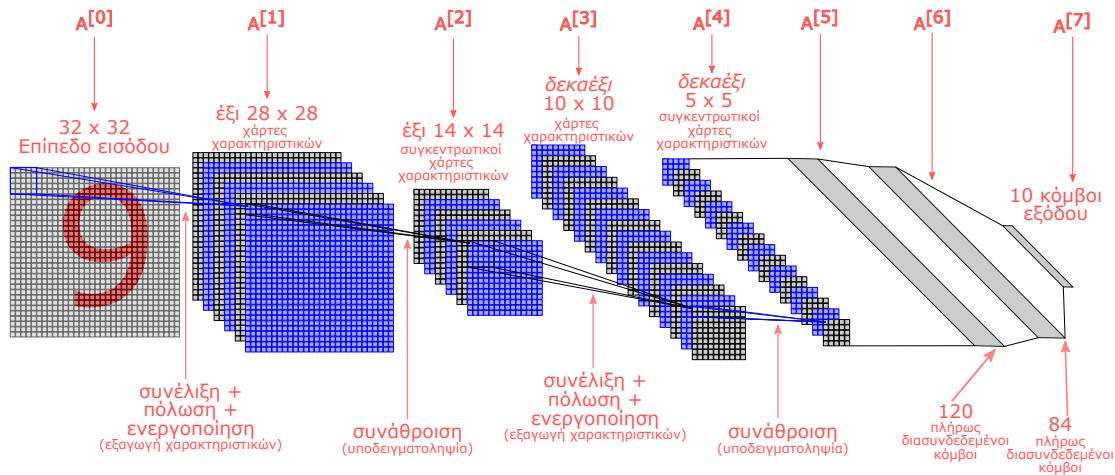 A[0]
A[1]
A[2]
A[3]
A[4]
A[5]
A[6]
A[7]
32 x 32
Επίπεδο εισόδου
έξι 28 x 28
χάρτες
χαρακτηριστικών
έξι 14 x 14
συγκεντρωτικοί
χάρτες
χαρακτηριστικών
δεκαέξι
10 x 10
χάρτες
χαρακτηριστικών
δεκαέξι
5 x 5
συγκεντρωτικοί
χάρτες
χαρακτηριστικών
10 κόμβοι
εξόδου
9
συνέλιξη +
πόλωση +
ενεργοποίηση
(εξαγωγή χαρακτηριστικών)
συνάθροιση
(υποδειγματοληψία)
συνέλιξη +
πόλωση +
ενεργοποίηση
(εξαγωγή χαρακτηριστικών)
συνάθροιση
(υποδειγματοληψία)
120
πλήρως
διασυνδεδεμένοι
κόμβοι
84
πλήρως
διασυνδεδεμένοι
κόμβοι